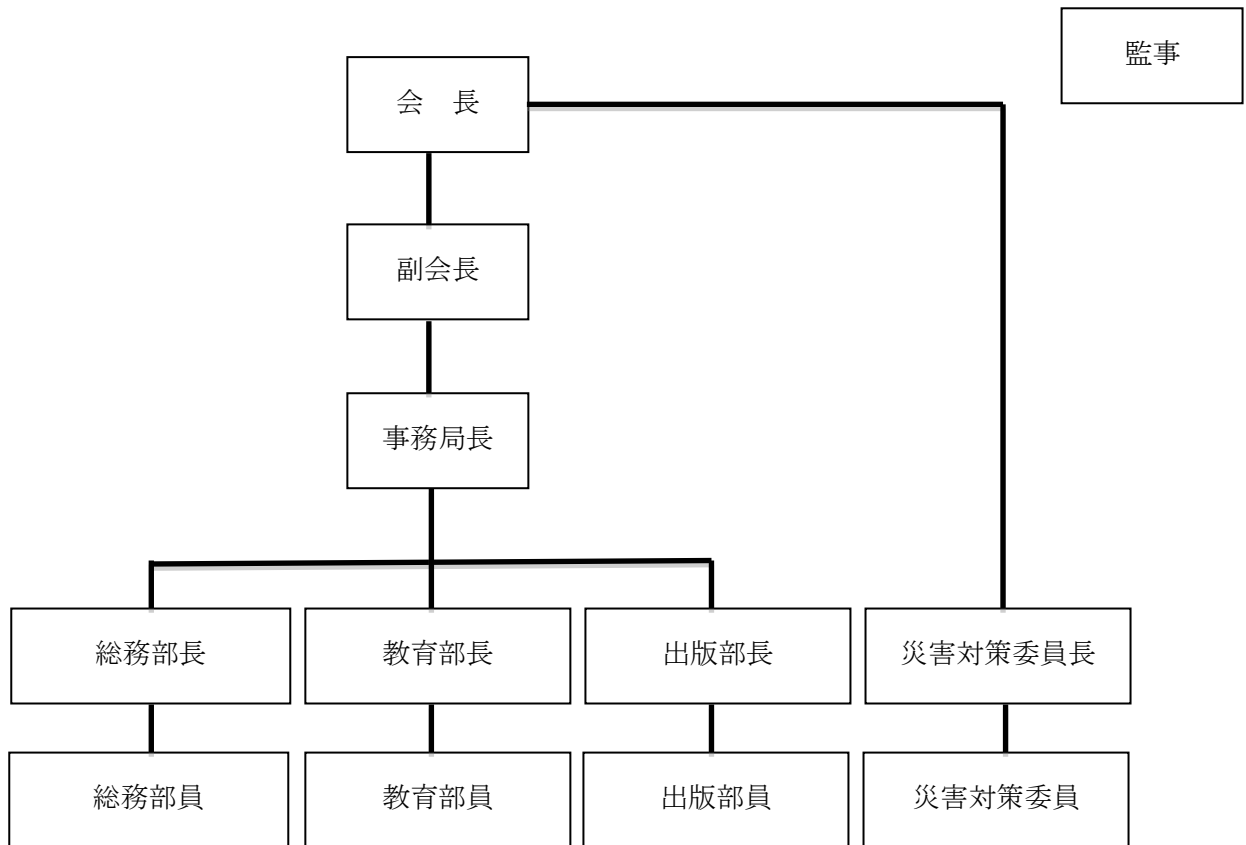 監事
会　長
副会長
事務局長
総務部長
教育部長
出版部長
災害対策委員長
総務部員
教育部員
出版部員
災害対策委員